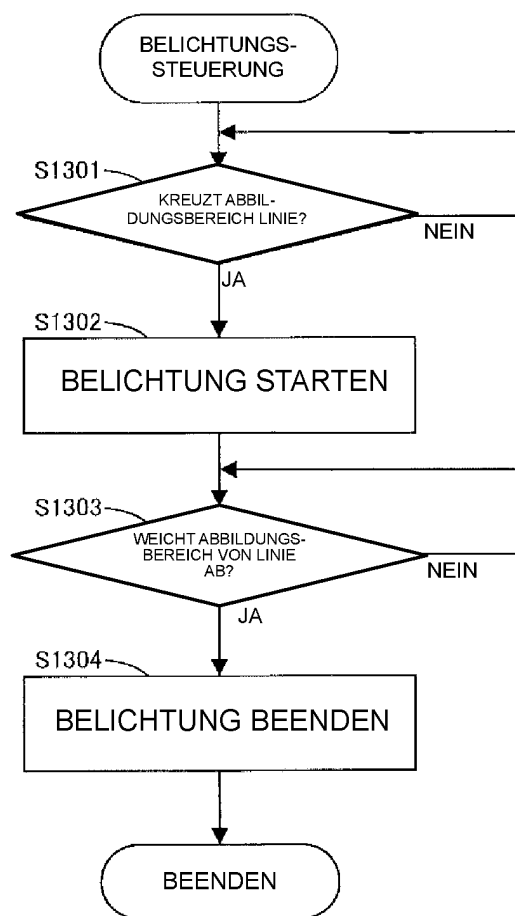 BELICHTUNGS-
STEUERUNG
S1301
KREUZT ABBIL-
DUNGSBEREICH LINIE?
NEIN
JA
S1302
BELICHTUNG STARTEN
S1303
WEICHT ABBILDUNGS-
BEREICH VON LINIE
AB?
NEIN
JA
S1304
BELICHTUNG BEENDEN
BEENDEN